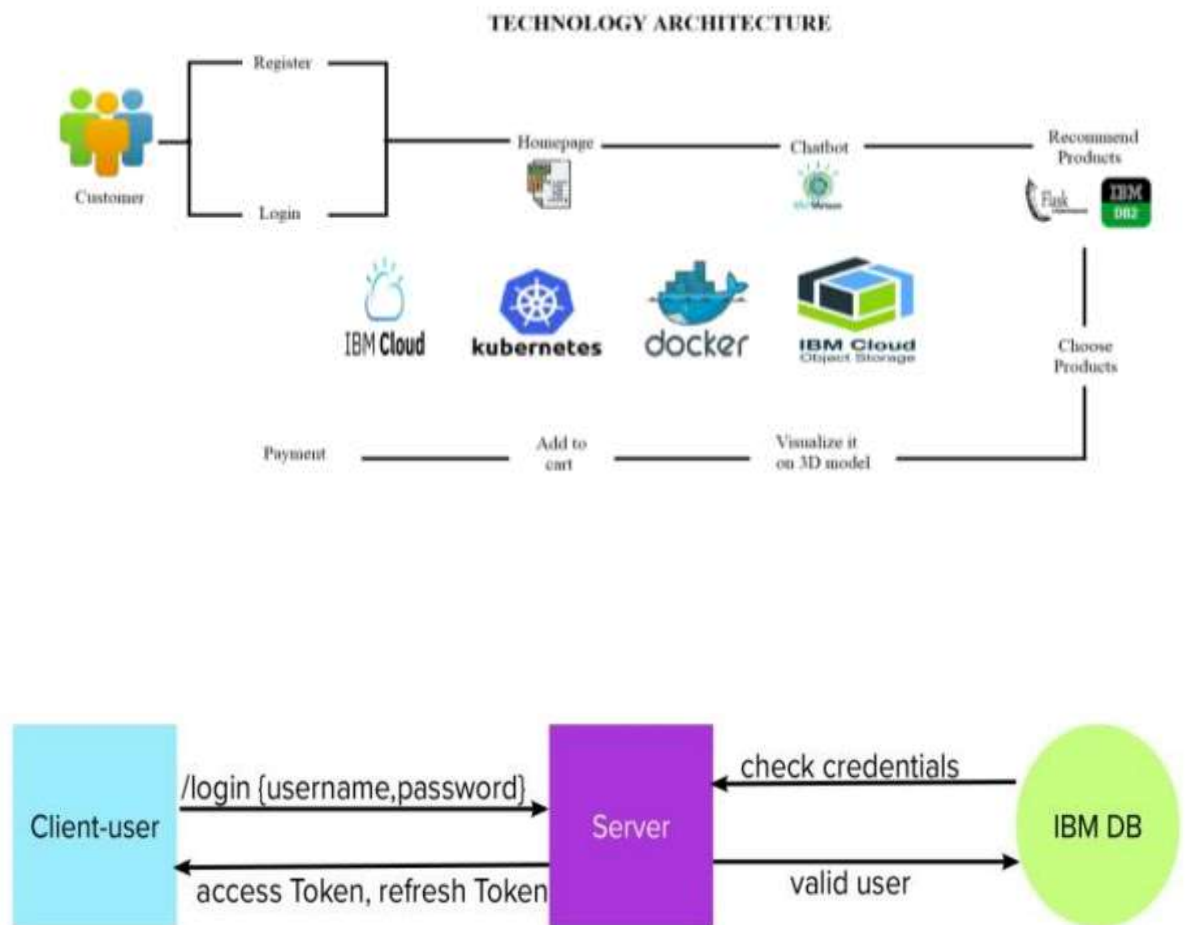 TECHNOLOGY ARCHITECTURE
Register
Customer
Login
Homepage
Chatbot
Recommend
Products
Flask
IBM
DB2
IBM Cloud
kubernetes
docker
IBM Cloud
Object Storage
Choose
Products
Payment
Add to
cart
Visualize it
on 3D model
Client-user
/login {username,password}
access Token, refresh Token
Server
check credentials
valid user
IBM DB